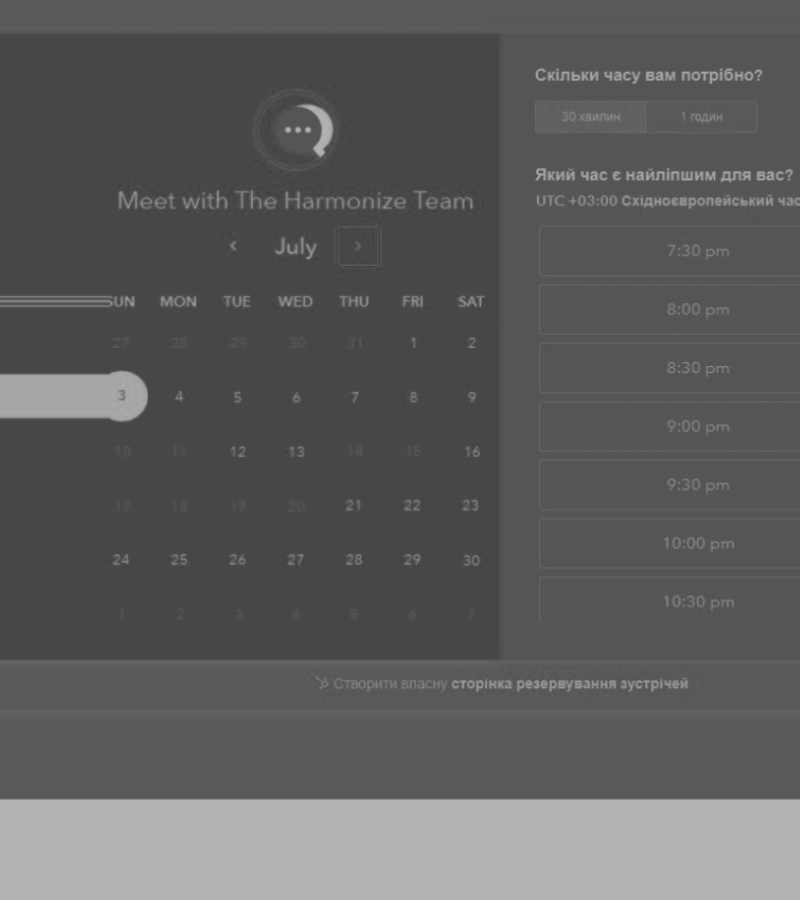 Meet with The Harmonize Team
July
SUN MON TUE WED THU FRI SAT
27 28 29 30 31 1 2
3 4 5 6 7 8 9
10 11 12 13 14 15 16
17 18 19 20 21 22 23
24 25 26 27 28 29 30
1 2 3 4 5 6 7
Скільки часу вам потрібно?
30 хвилин 1 годин
Який час є найліпшим для вас?
UTC +03:00 Східноєвропейський час
7:30 pm
8:00 pm
8:30 pm
9:00 pm
9:30 pm
10:00 pm
10:30 pm
Створити власну сторінка резервування зустрічей